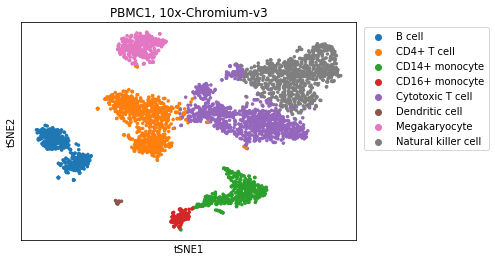 PBMC1, 10x-Chromium-v3
tSNE2
tSNE1
B cell
CD4+ T cell
CD14+ monocyte
CD16+ monocyte
Cytotoxic T cell
Dendritic cell
Megakaryocyte
Natural killer cell